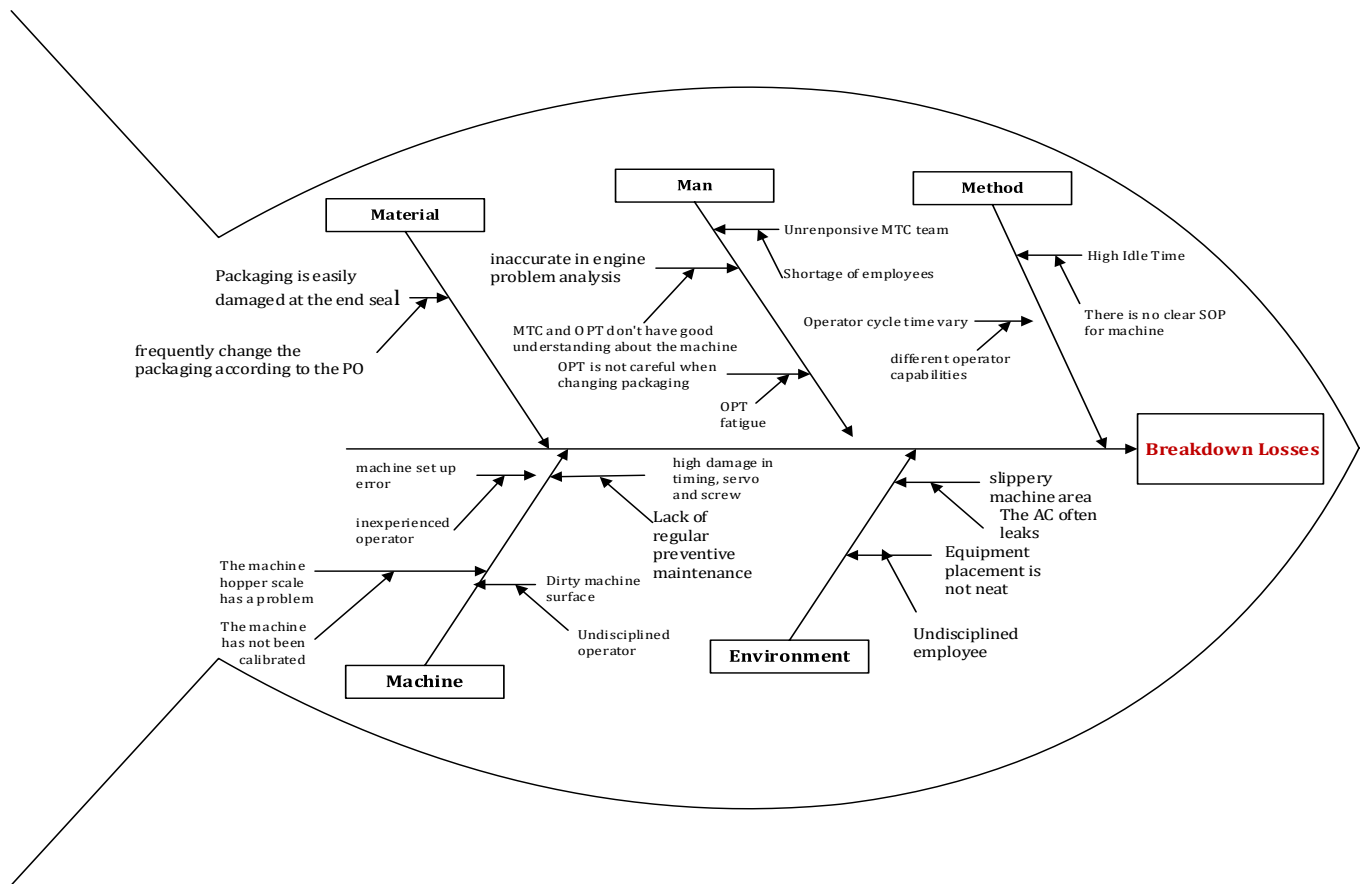 Man
Method
Material
Unrenponsive MTC team
Shortage of employees
inaccurate in engine
problem analysis
High Idle Time
Packaging is easily
damaged at the end seal
There is no clear SOP
for machine
Operator cycle time vary
MTC and OPT don't have good
understanding about the machine
frequently change the
packaging according to the PO
different operator
capabilities
OPT is not careful when
changing packaging
OPT
fatigue
Breakdown Losses
machine set up
error
high damage in
timing, servo
and screw
slippery
machine area
The AC often
leaks
inexperienced
operator
Lack of
regular
preventive
maintenance
Equipment
placement is
not neat
The machine
hopper scale
has a problem
Dirty machine
surface
The machine
has not been
calibrated
Undisciplined
operator
Undisciplined
employee
Environment
Machine